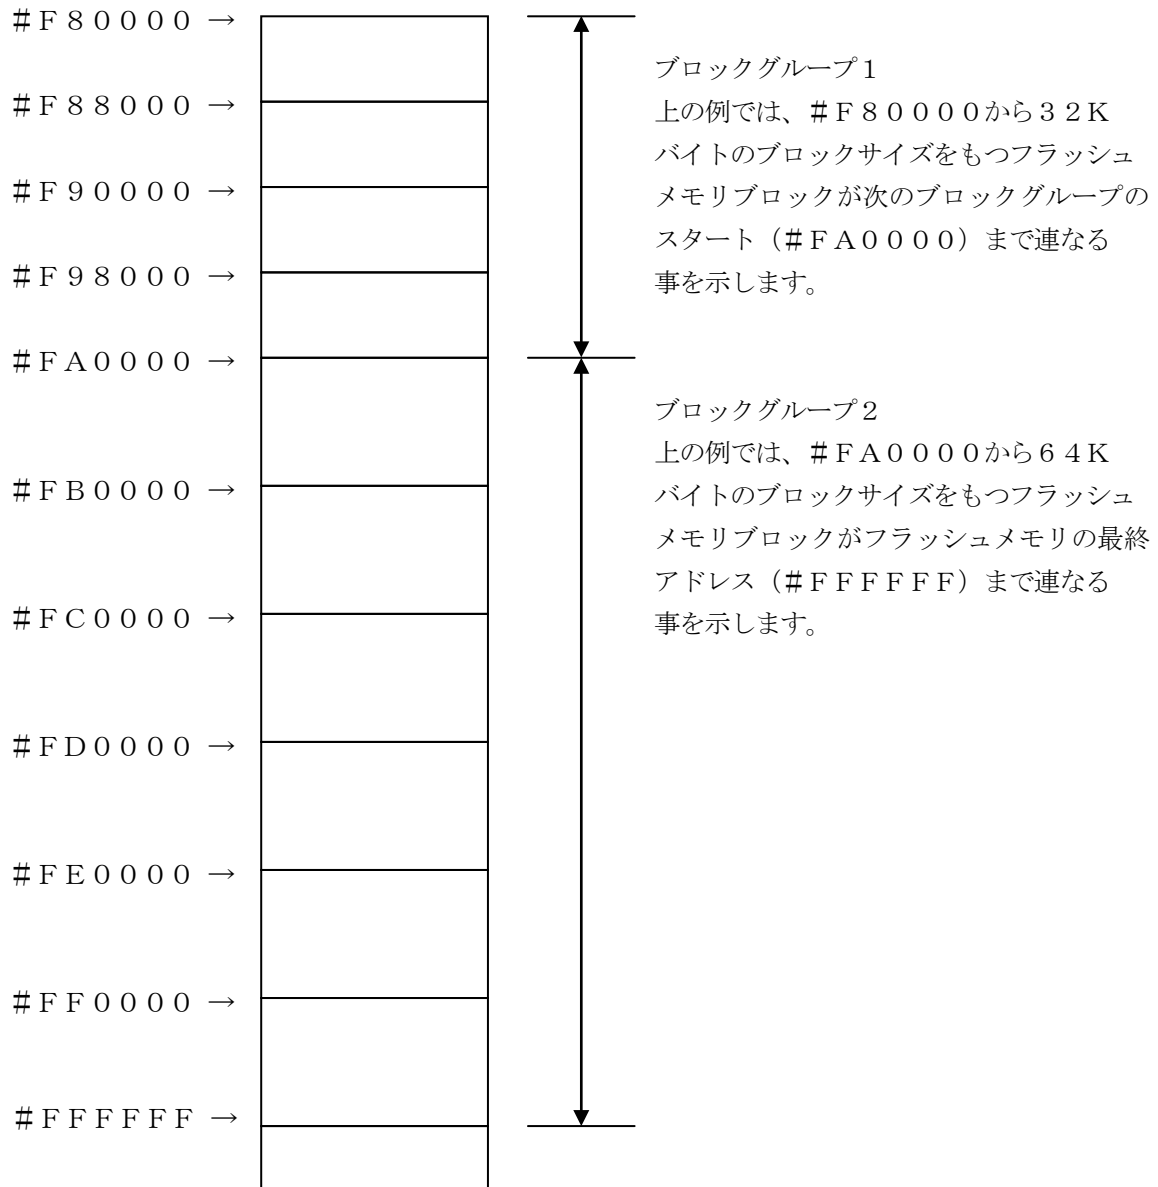 ＃Ｆ８００００ →
＃Ｆ８８０００ →
＃Ｆ９００００ →
＃Ｆ９８０００ →
＃ＦＡ００００ →
＃ＦＢ００００ →
＃ＦＣ００００ →
＃ＦＤ００００ →
＃ＦＥ００００ →
＃ＦＦ００００ →
＃ＦＦＦＦＦＦ →
ブロックグループ１
上の例では、＃Ｆ８００００から３２Ｋ
バイトのブロックサイズをもつフラッシュ
メモリブロックが次のブロックグループの
スタート（＃ＦＡ００００）まで連なる
事を示します。
ブロックグループ２
上の例では、＃ＦＡ００００から６４Ｋ
バイトのブロックサイズをもつフラッシュ
メモリブロックがフラッシュメモリの最終
アドレス（＃ＦＦＦＦＦＦ）まで連なる
事を示します。